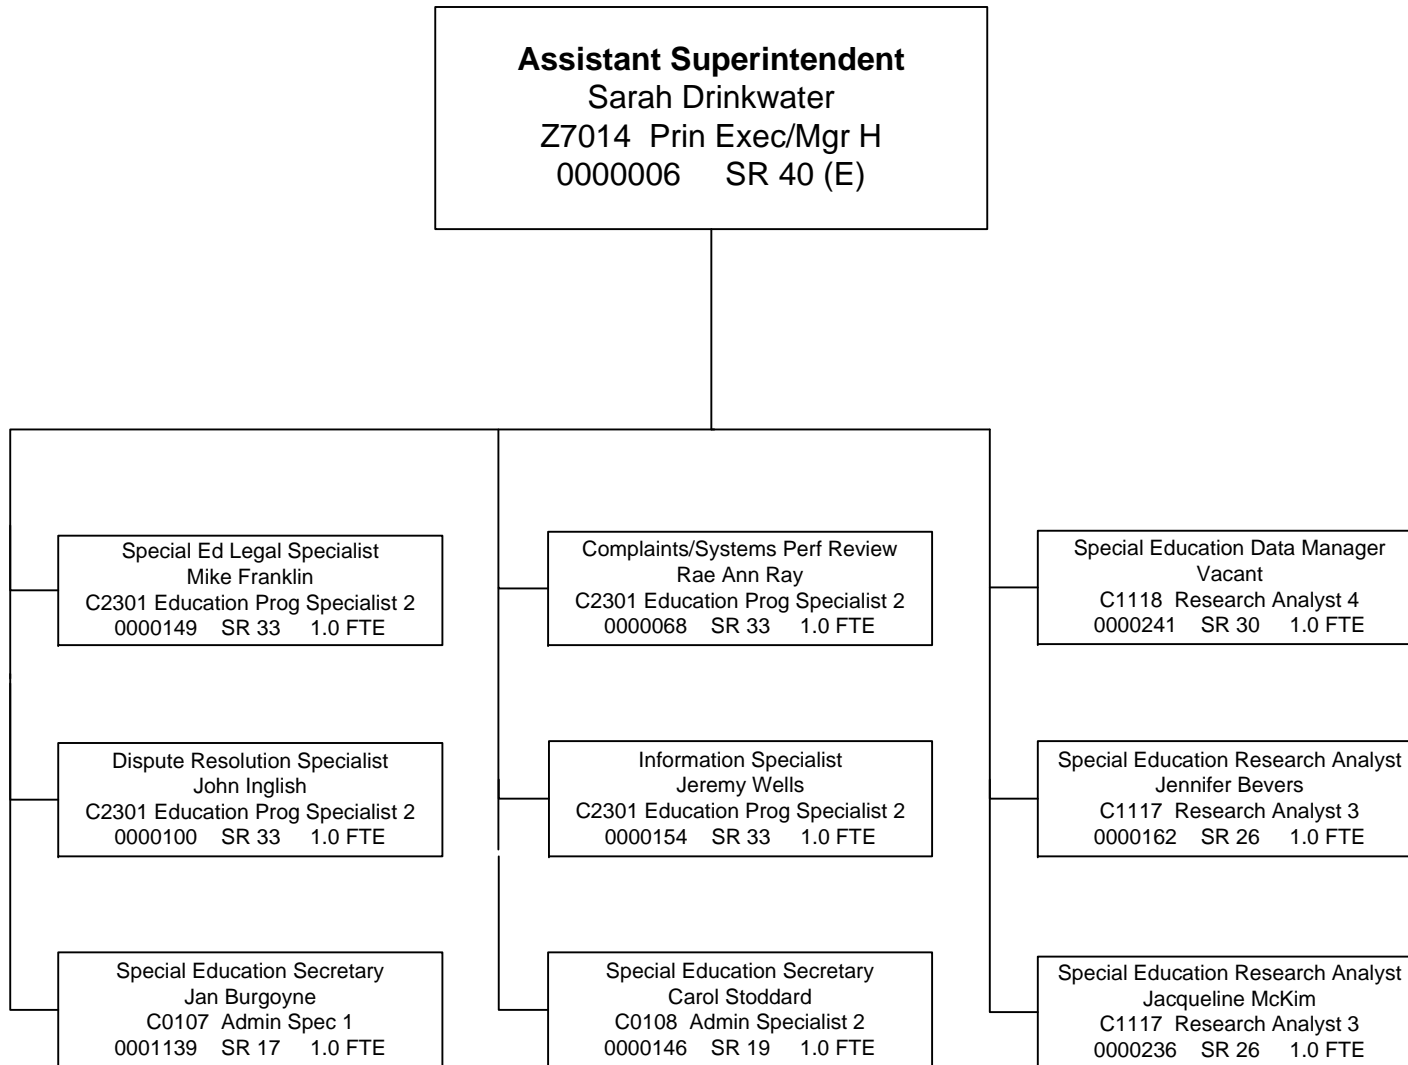 Assistant Superintendent
Sarah Drinkwater
Z7014 Prin Exec/Mgr H
0000006 SR 40 (E)
Special Ed Legal Specialist
Mike Franklin
C2301 Education Prog Specialist 2
0000149 SR 33 1.0 FTE
Complaints/Systems Perf Review
Rae Ann Ray
C2301 Education Prog Specialist 2
0000068 SR 33 1.0 FTE
Special Education Data Manager
Vacant
C1118 Research Analyst 4
0000241 SR 30 1.0 FTE
Dispute Resolution Specialist
John Inglish
C2301 Education Prog Specialist 2
0000100 SR 33 1.0 FTE
Information Specialist
Jeremy Wells
C2301 Education Prog Specialist 2
0000154 SR 33 1.0 FTE
Special Education Research Analyst
Jennifer Bevers
C1117 Research Analyst 3
0000162 SR 26 1.0 FTE
Special Education Secretary
Jan Burgoyne
C0107 Admin Spec 1
0001139 SR 17 1.0 FTE
Special Education Secretary
Carol Stoddard
C0108 Admin Specialist 2
0000146 SR 19 1.0 FTE
Special Education Research Analyst
Jacqueline McKim
C1117 Research Analyst 3
0000236 SR 26 1.0 FTE